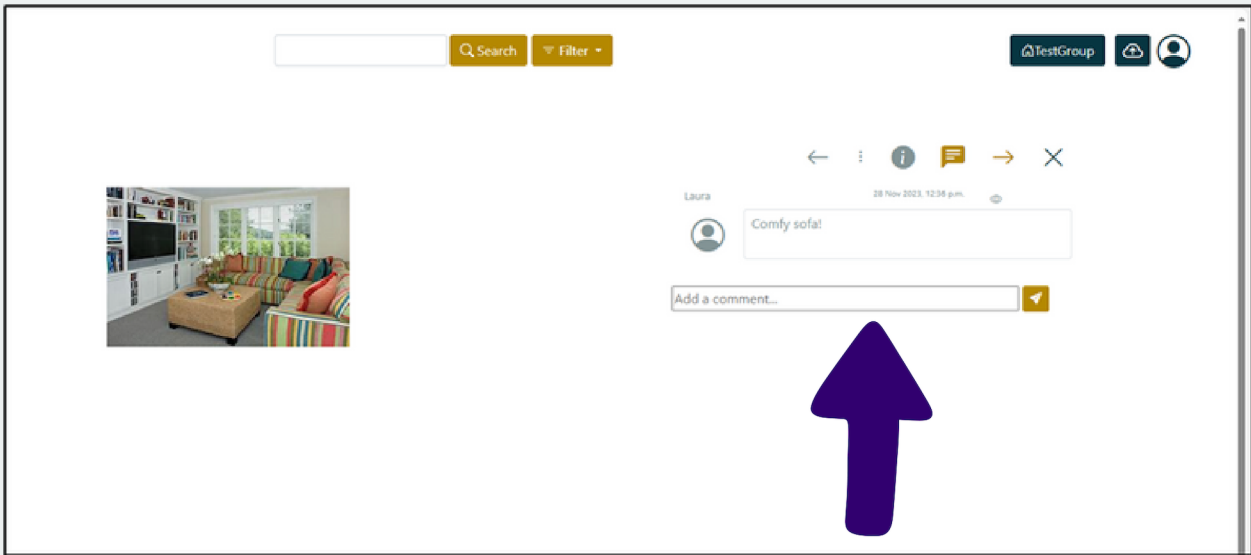 Search
Filter
TestGroup
Laura
28 Nov 2023, 12:36 p.m.
Comfy sofa!
Add a comment...